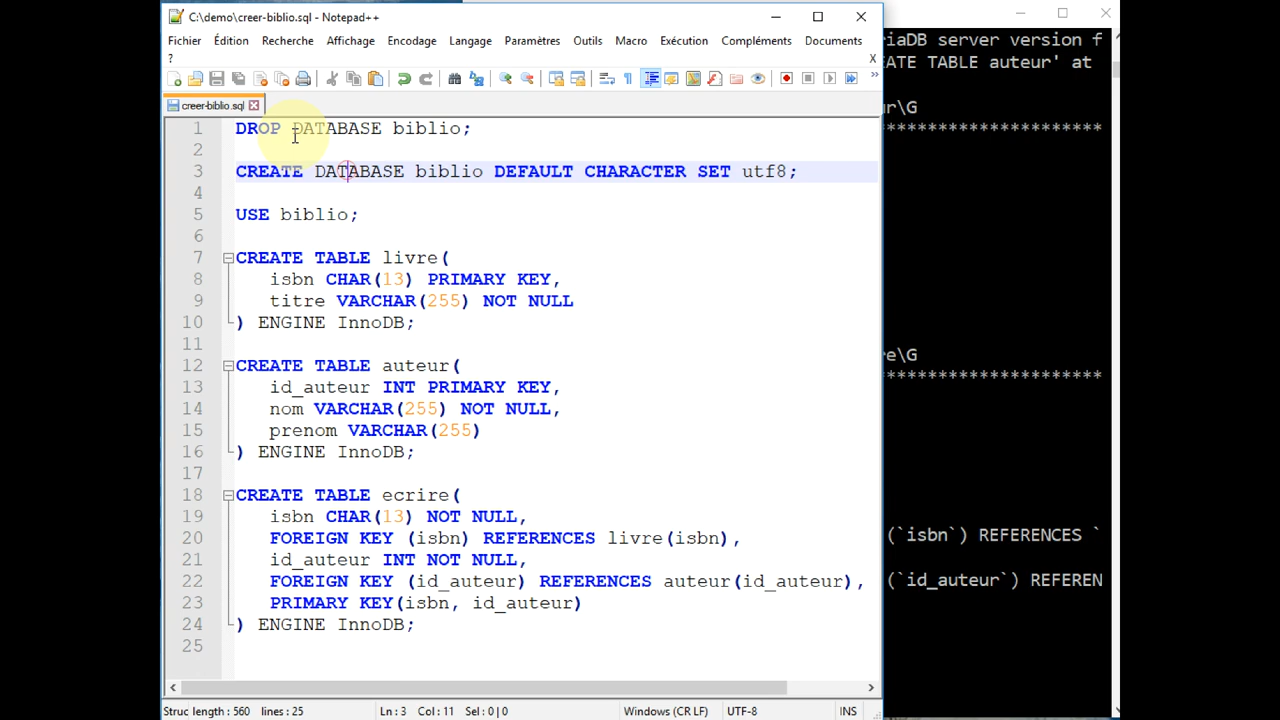 C:\demo\creer-biblio.sql - Notepad++
Fichier Édition Recherche Affichage Encodage Langage Paramètres Outils Macro Exécution Compléments Documents
? X
creer-biblio.sql
1 DROP DATABASE biblio;
2
3 CREATE DATABASE biblio DEFAULT CHARACTER SET utf8;
4
5 USE biblio;
6
7 CREATE TABLE livre(
8 isbn CHAR(13) PRIMARY KEY,
9 titre VARCHAR(255) NOT NULL
10 ) ENGINE InnoDB;
11
12 CREATE TABLE auteur(
13 id_auteur INT PRIMARY KEY,
14 nom VARCHAR(255) NOT NULL,
15 prenom VARCHAR(255)
16 ) ENGINE InnoDB;
17
18 CREATE TABLE ecrire(
19 isbn CHAR(13) NOT NULL,
20 FOREIGN KEY (isbn) REFERENCES livre(isbn),
21 id_auteur INT NOT NULL,
22 FOREIGN KEY (id_auteur) REFERENCES auteur(id_auteur),
23 PRIMARY KEY(isbn, id_auteur)
24 ) ENGINE InnoDB;
25
Struc length : 560 lines : 25 Ln : 3 Col : 11 Sel : 0 | 0 Windows (CR LF) UTF-8 INS
iaDB server version f
EATE TABLE auteur' at
ur\G
********************
re\G
********************
(`isbn`) REFERENCES `
(`id_auteur`) REFEREN